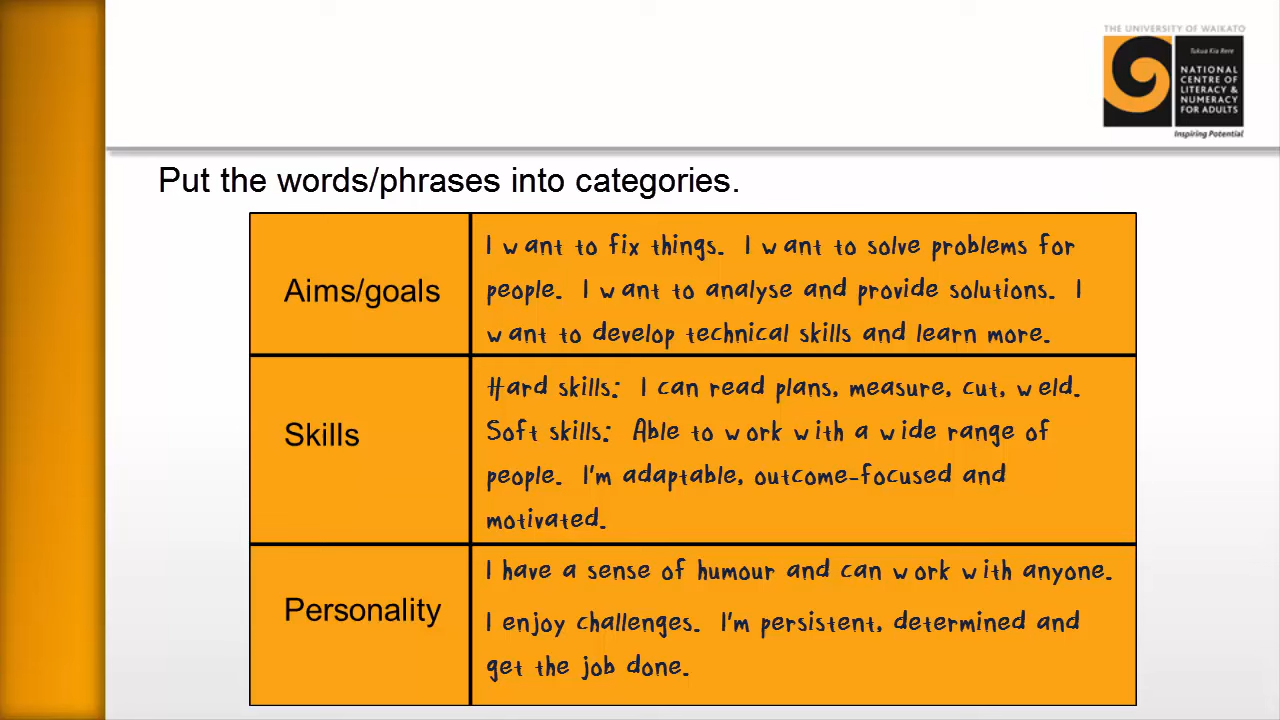 THE UNIVERSITY OF WAIKATO
Tukua Kia Rere
NATIONAL
CENTRE OF
LITERACY &
NUMERACY
FOR ADULTS
Inspiring Potential
Put the words/phrases into categories.
Aims/goals
I want to fix things. I want to solve problems for
people. I want to analyse and provide solutions. I
want to develop technical skills and learn more.
Skills
Hard skills: I can read plans, measure, cut, weld.
Soft skills: Able to work with a wide range of
people. I'm adaptable, outcome-focused and
motivated.
Personality
I have a sense of humour and can work with anyone.
I enjoy challenges. I'm persistent, determined and
get the job done.